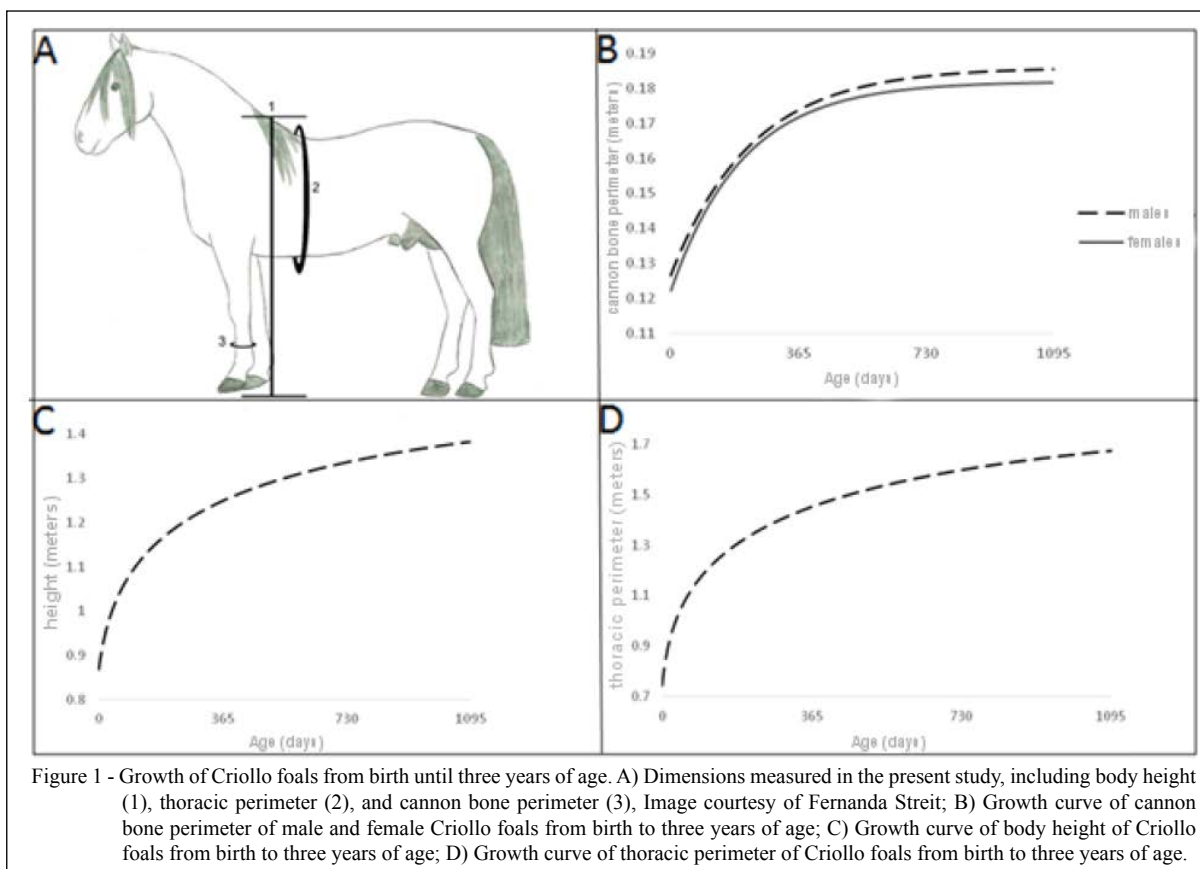 A
1
2
3
B
0.19
0.18
0.17
0.16
0.15
0.14
0.13
0.12
0.11
cannon bone perimeter (meters)
0
365
730
1095
Age (days)
males
females
C
1.4
1.3
1.2
1.1
1
0.9
0.8
height (meters)
0
365
730
1095
Age (days)
D
1.7
1.5
1.3
1.1
0.9
0.7
thoracic perimeter (meters)
0
365
730
1095
Age (days)
Figure 1 - Growth of Criollo foals from birth until three years of age. A) Dimensions measured in the present study, including body height
(1), thoracic perimeter (2), and cannon bone perimeter (3), Image courtesy of Fernanda Streit; B) Growth curve of cannon
bone perimeter of male and female Criollo foals from birth to three years of age; C) Growth curve of body height of Criollo
foals from birth to three years of age; D) Growth curve of thoracic perimeter of Criollo foals from birth to three years of age.